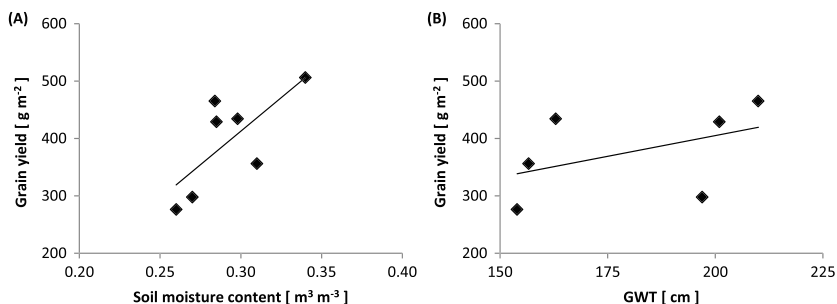 (A)
600
500
400
300
200
Grain yield [ g m-2 ]
0.20 0.25 0.30 0.35 0.40
Soil moisture content [ m3 m-3 ]
(B)
600
500
400
300
200
Grain yield [ g m-2 ]
150 175 200 225
GWT [ cm ]